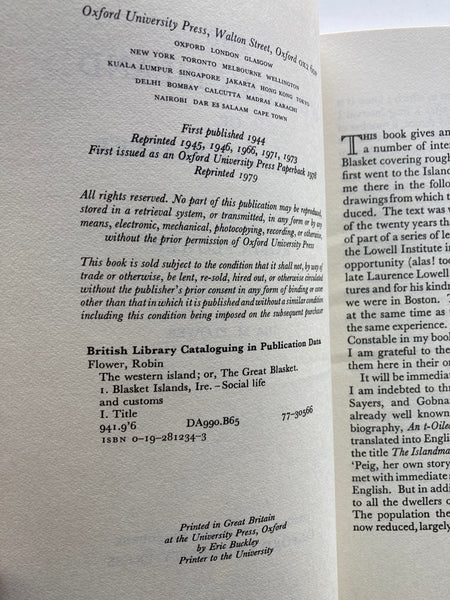 Oxford University Press, Walton Street, Oxford OX2 6DP
OXFORD LONDON GLASGOW
NEW YORK TORONTO MELBOURNE WELLINGTON
KUALA LUMPUR SINGAPORE JAKARTA HONG KONG TOKYO
DELHI BOMBAY CALCUTTA MADRAS KARACHI
NAIROBI DAR ES SALAAM CAPE TOWN
First published 1944
Reprinted 1945, 1946, 1966, 1971, 1973
First issued as an Oxford University Press Paperback 1978
Reprinted 1979
All rights reserved. No part of this publication may be reproduced,
stored in a retrieval system, or transmitted, in any form or by any
means, electronic, mechanical, photocopying, recording, or otherwise,
without the prior permission of Oxford University Press
This book is sold subject to the condition that it shall not, by way of
trade or otherwise, be lent, re-sold, hired out, or otherwise circulated
without the publisher's prior consent in any form of binding or cover
other than that in which it is published and without a similar condition
including this condition being imposed on the subsequent purchaser
British Library Cataloguing in Publication Data
Flower, Robin
The western island; or, The Great Blasket.
1. Blasket Islands, Ire. – Social life
and customs
I. Title
941.9'6 DA990.B65 77-30566
ISBN 0-19-281234-3
Printed in Great Britain
at the University Press, Oxford
by Eric Buckley
Printer to the University
THIS book gives an
a number of inter
Blasket covering rough
first went to the Island
me there in the follo
drawings from which t
duced. The text was w
of the twenty years tha
of part of a series of le
the Lowell Institute in
opportunity (alas! too
late Laurence Lowell
tures and for his kindn
we were in Boston. T
at the same time as
the same experience.
Constable in my book
I am grateful to the
them here in their or
It will be immediat
I am indebted to th
Sayers, and Gobna
already well known
biography, An t-Oile
translated into Englis
the title The Islandma
'Peig, her own story
met with immediate s
English. But in addi
to all the dwellers o
The population the
now reduced, largely